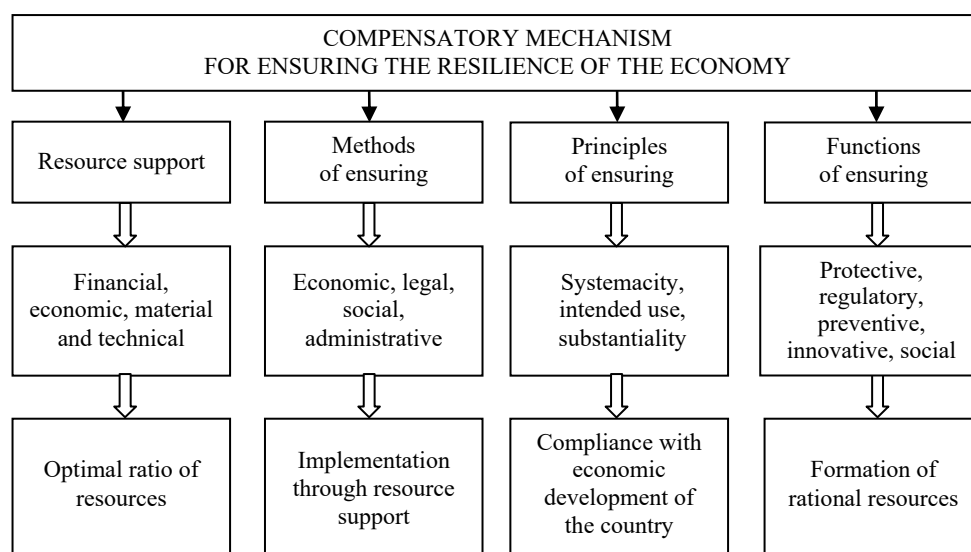 COMPENSATORY MECHANISM
FOR ENSURING THE RESILIENCE OF THE ECONOMY
Resource support
Methods
of ensuring
Principles
of ensuring
Functions
of ensuring
Financial,
economic, material
and technical
Economic, legal,
social,
administrative
Systemacity,
intended use,
substantiality
Protective,
regulatory,
preventive,
innovative, social
Optimal ratio of
resources
Implementation
through resource
support
Compliance with
economic
development of
the country
Formation of
rational resources